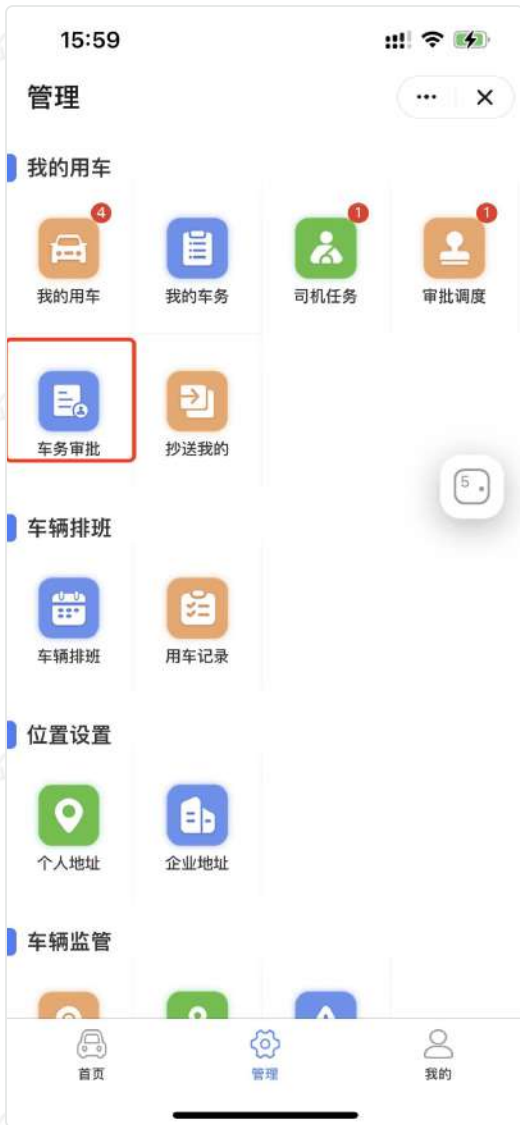 15:59
管理
我的用车
4
1
1
我的用车
我的车务
司机任务
审批调度
车务审批
抄送我的
5
车辆排班
车辆排班
用车记录
位置设置
个人地址
企业地址
车辆监管
首页
管理
我的